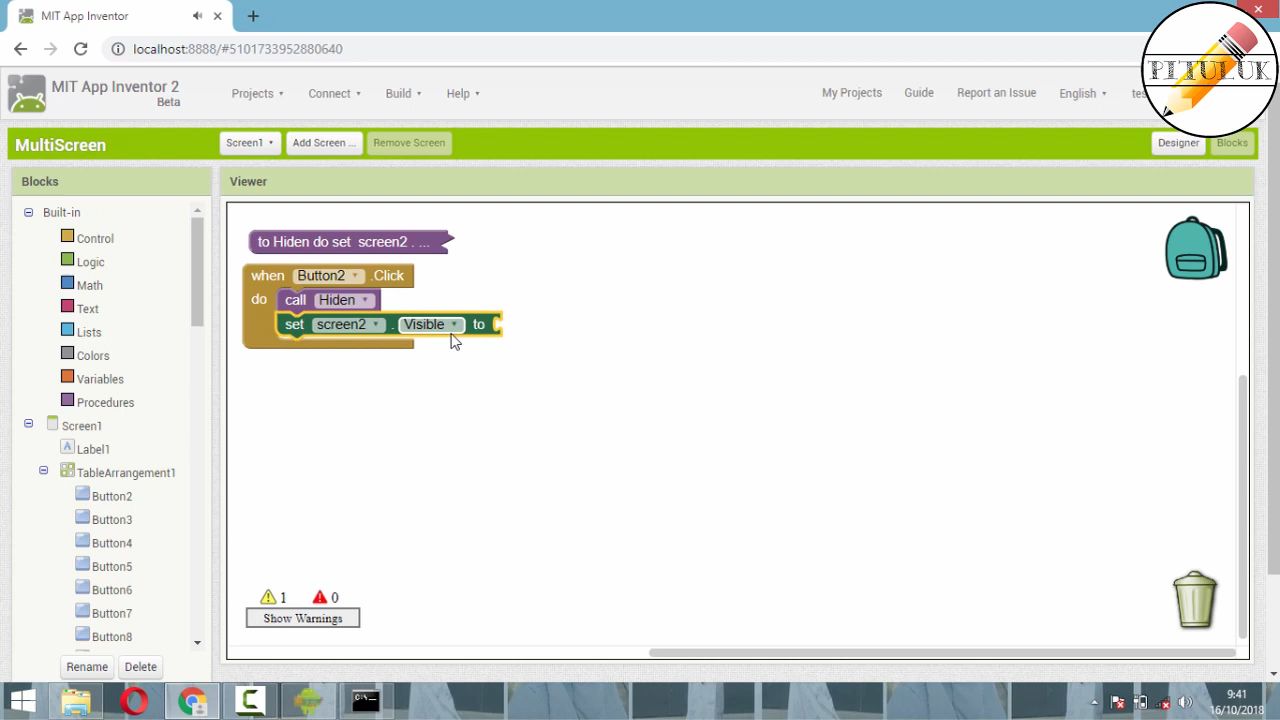 MIT App Inventor 2
localhost:8888/#5101733952880640
PITULUK
MIT App Inventor 2
Beta
Projects
Connect
Build
Help
My Projects
Guide
Report an Issue
English
MultiScreen
Screen1
Add Screen ...
Remove Screen
Designer
Blocks
Blocks
Viewer
Built-in
Control
Logic
Math
Text
Lists
Colors
Variables
Procedures
Screen1
A Label1
TableArrangement1
Button2
Button3
Button4
Button5
Button6
Button7
Button8
Rename
Delete
to Hiden do set screen2 . ...
when Button2 .Click
do call Hiden
set screen2 . Visible to
1 0
Show Warnings
9:41
16/10/2018